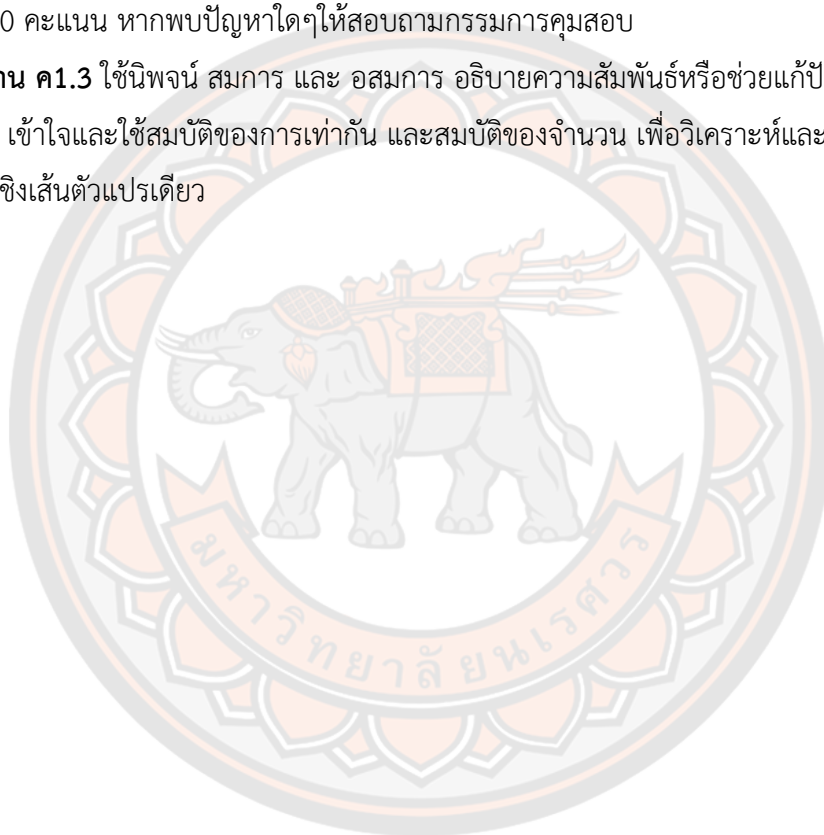 0 คะแนน หากพบปัญหาใดๆให้สอบถามกรรมการคุมสอบ
าน ค1.3 ใช้นิพจน์ สมการ และ อสมการ อธิบายความสัมพันธ์หรือช่วยแก้ปั
เข้าใจและใช้สมบัติของการเท่ากัน และสมบัติของจำนวน เพื่อวิเคราะห์และ
ชิงเส้นตัวแปรเดียว
มหาวิทยาลัยนเรศวร